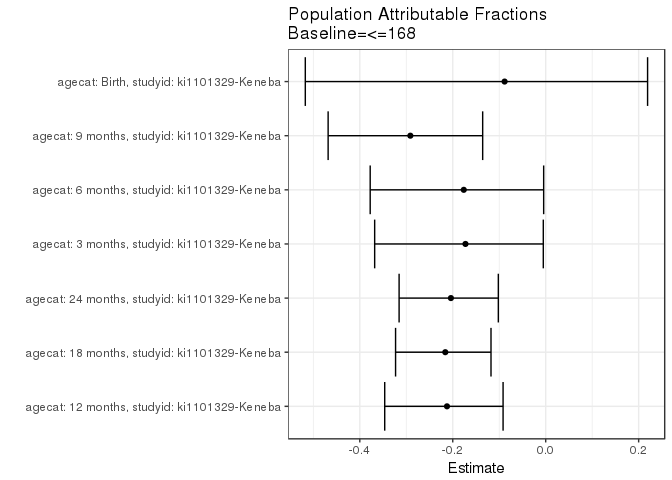 Population Attributable Fractions
Baseline=<=168
agecat: Birth, studyid: ki1101329-Keneba
agecat: 9 months, studyid: ki1101329-Keneba
agecat: 6 months, studyid: ki1101329-Keneba
agecat: 3 months, studyid: ki1101329-Keneba
agecat: 24 months, studyid: ki1101329-Keneba
agecat: 18 months, studyid: ki1101329-Keneba
agecat: 12 months, studyid: ki1101329-Keneba
-0.4 -0.2 0.0 0.2
Estimate